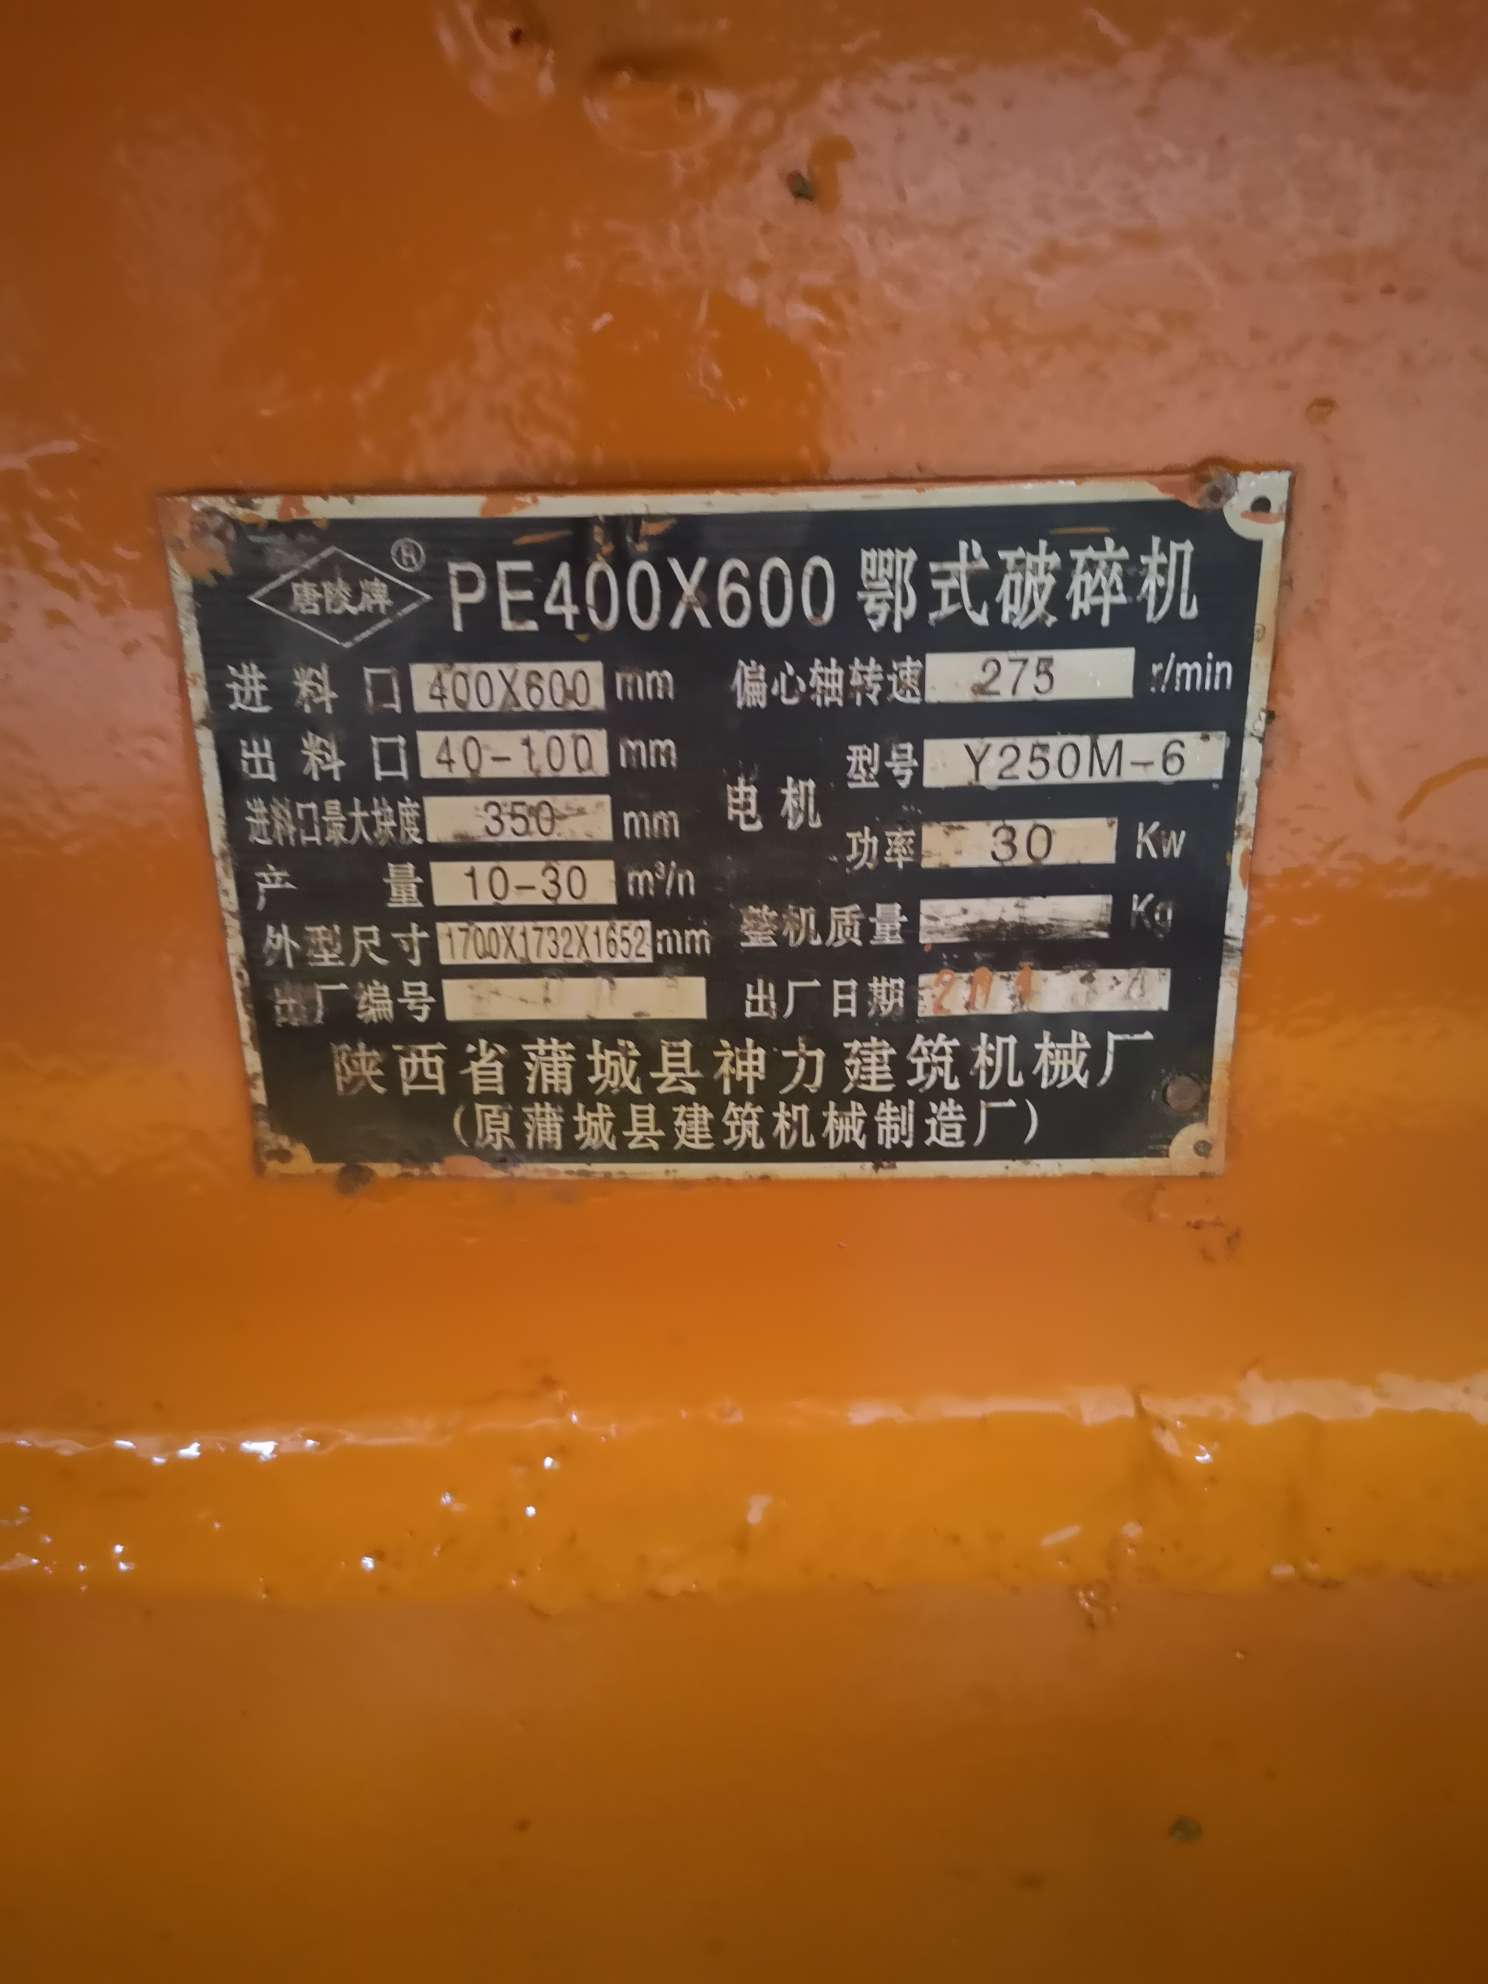 唐陵牌® PE400X600 鄂式破碎机
进料口 400X600 mm 偏心轴转速 275 r/min
出料口 40-100 mm
电机 型号 Y250M-6
进料口最大块度 350 mm
功率 30 Kw
产量 10-30 m³/n
外型尺寸 1700X1732X1652 mm 整机质量 Kg
出厂编号 出厂日期
陕西省蒲城县神力建筑机械厂
(原蒲城县建筑机械制造厂)